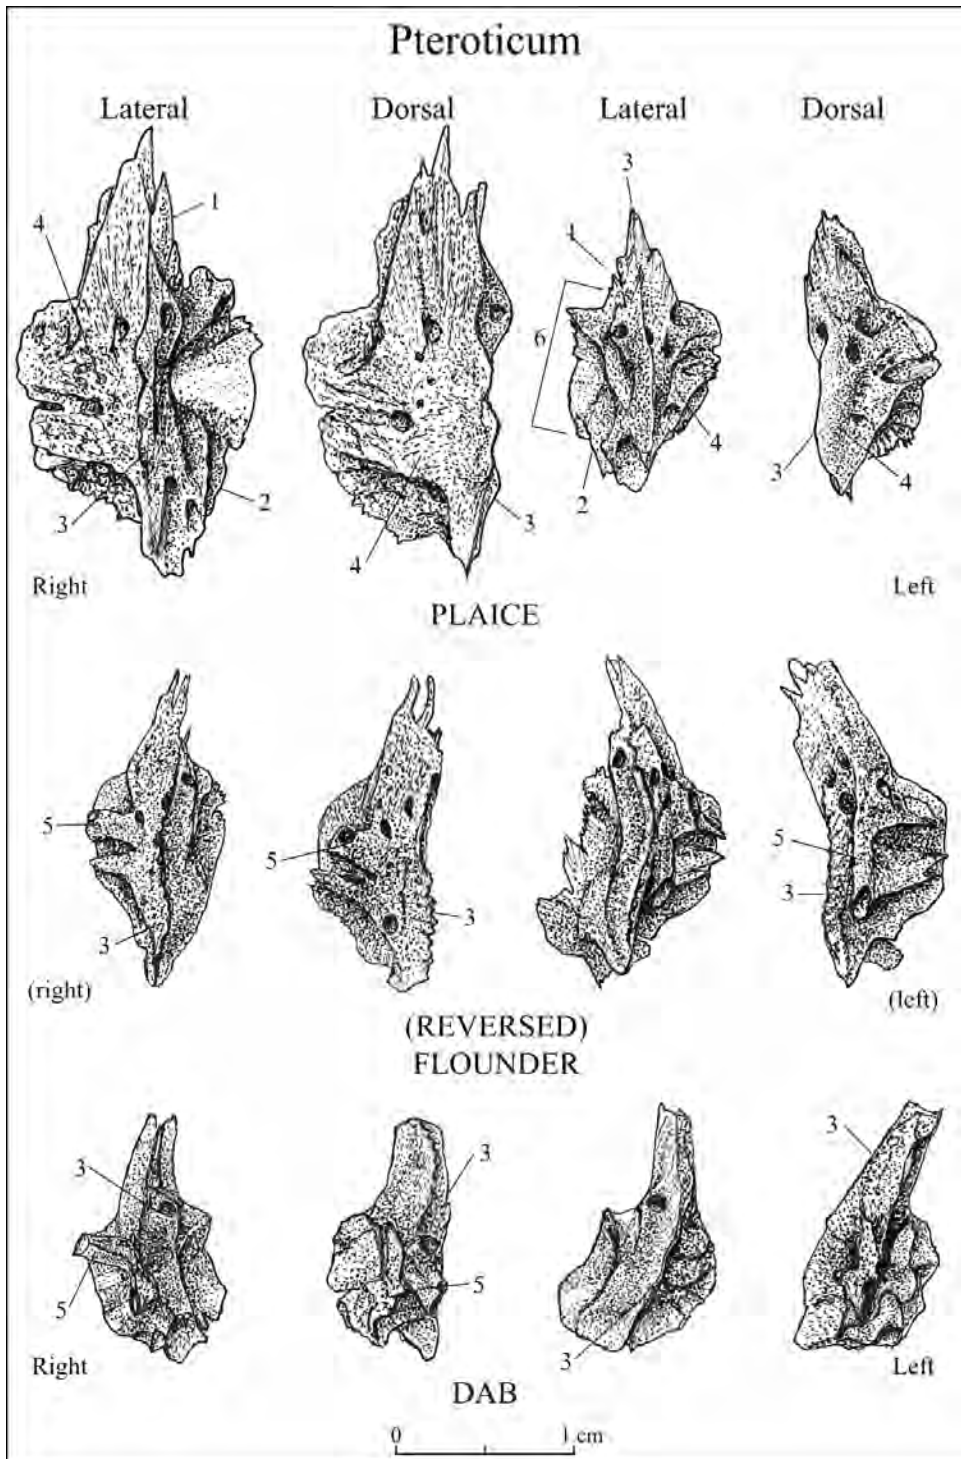 Pteroticum
Lateral Dorsal Lateral Dorsal
3
1
4 4
6
4
3
2 3 2 3 4
4
Right Left
PLAICE
5 5 5
3 3
3
(right) (left)
(REVERSED)
FLOUNDER
3 3 3
5 5
3
Right Left
DAB
0 1 cm